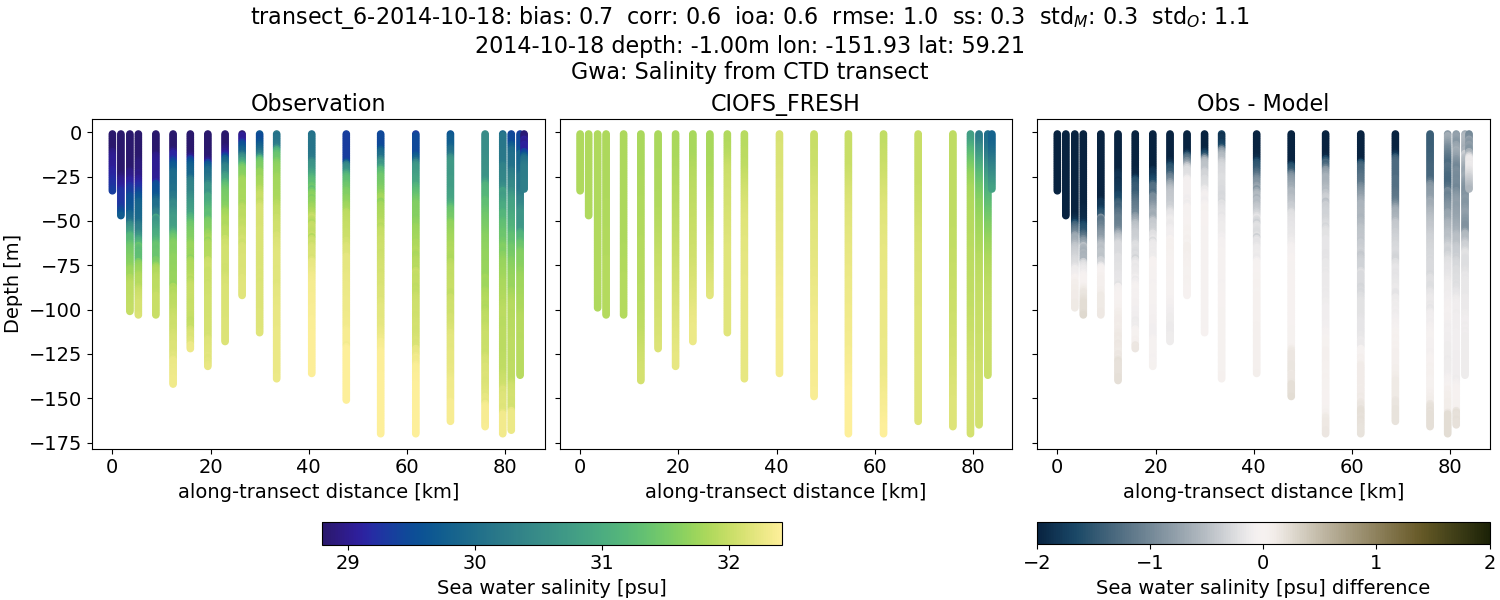 transect_6-2014-10-18: bias: 0.7 corr: 0.6 ioa: 0.6 rmse: 1.0 ss: 0.3 std_M: 0.3 std_O: 1.1
2014-10-18 depth: -1.00m lon: -151.93 lat: 59.21
Gwa: Salinity from CTD transect
Observation
CIOFS_FRESH
Obs - Model
Depth [m]
0
−25
−50
−75
−100
−125
−150
−175
0 20 40 60 80
0 20 40 60 80
0 20 40 60 80
along-transect distance [km]
along-transect distance [km]
along-transect distance [km]
29 30 31 32
Sea water salinity [psu]
−2 −1 0 1 2
Sea water salinity [psu] difference